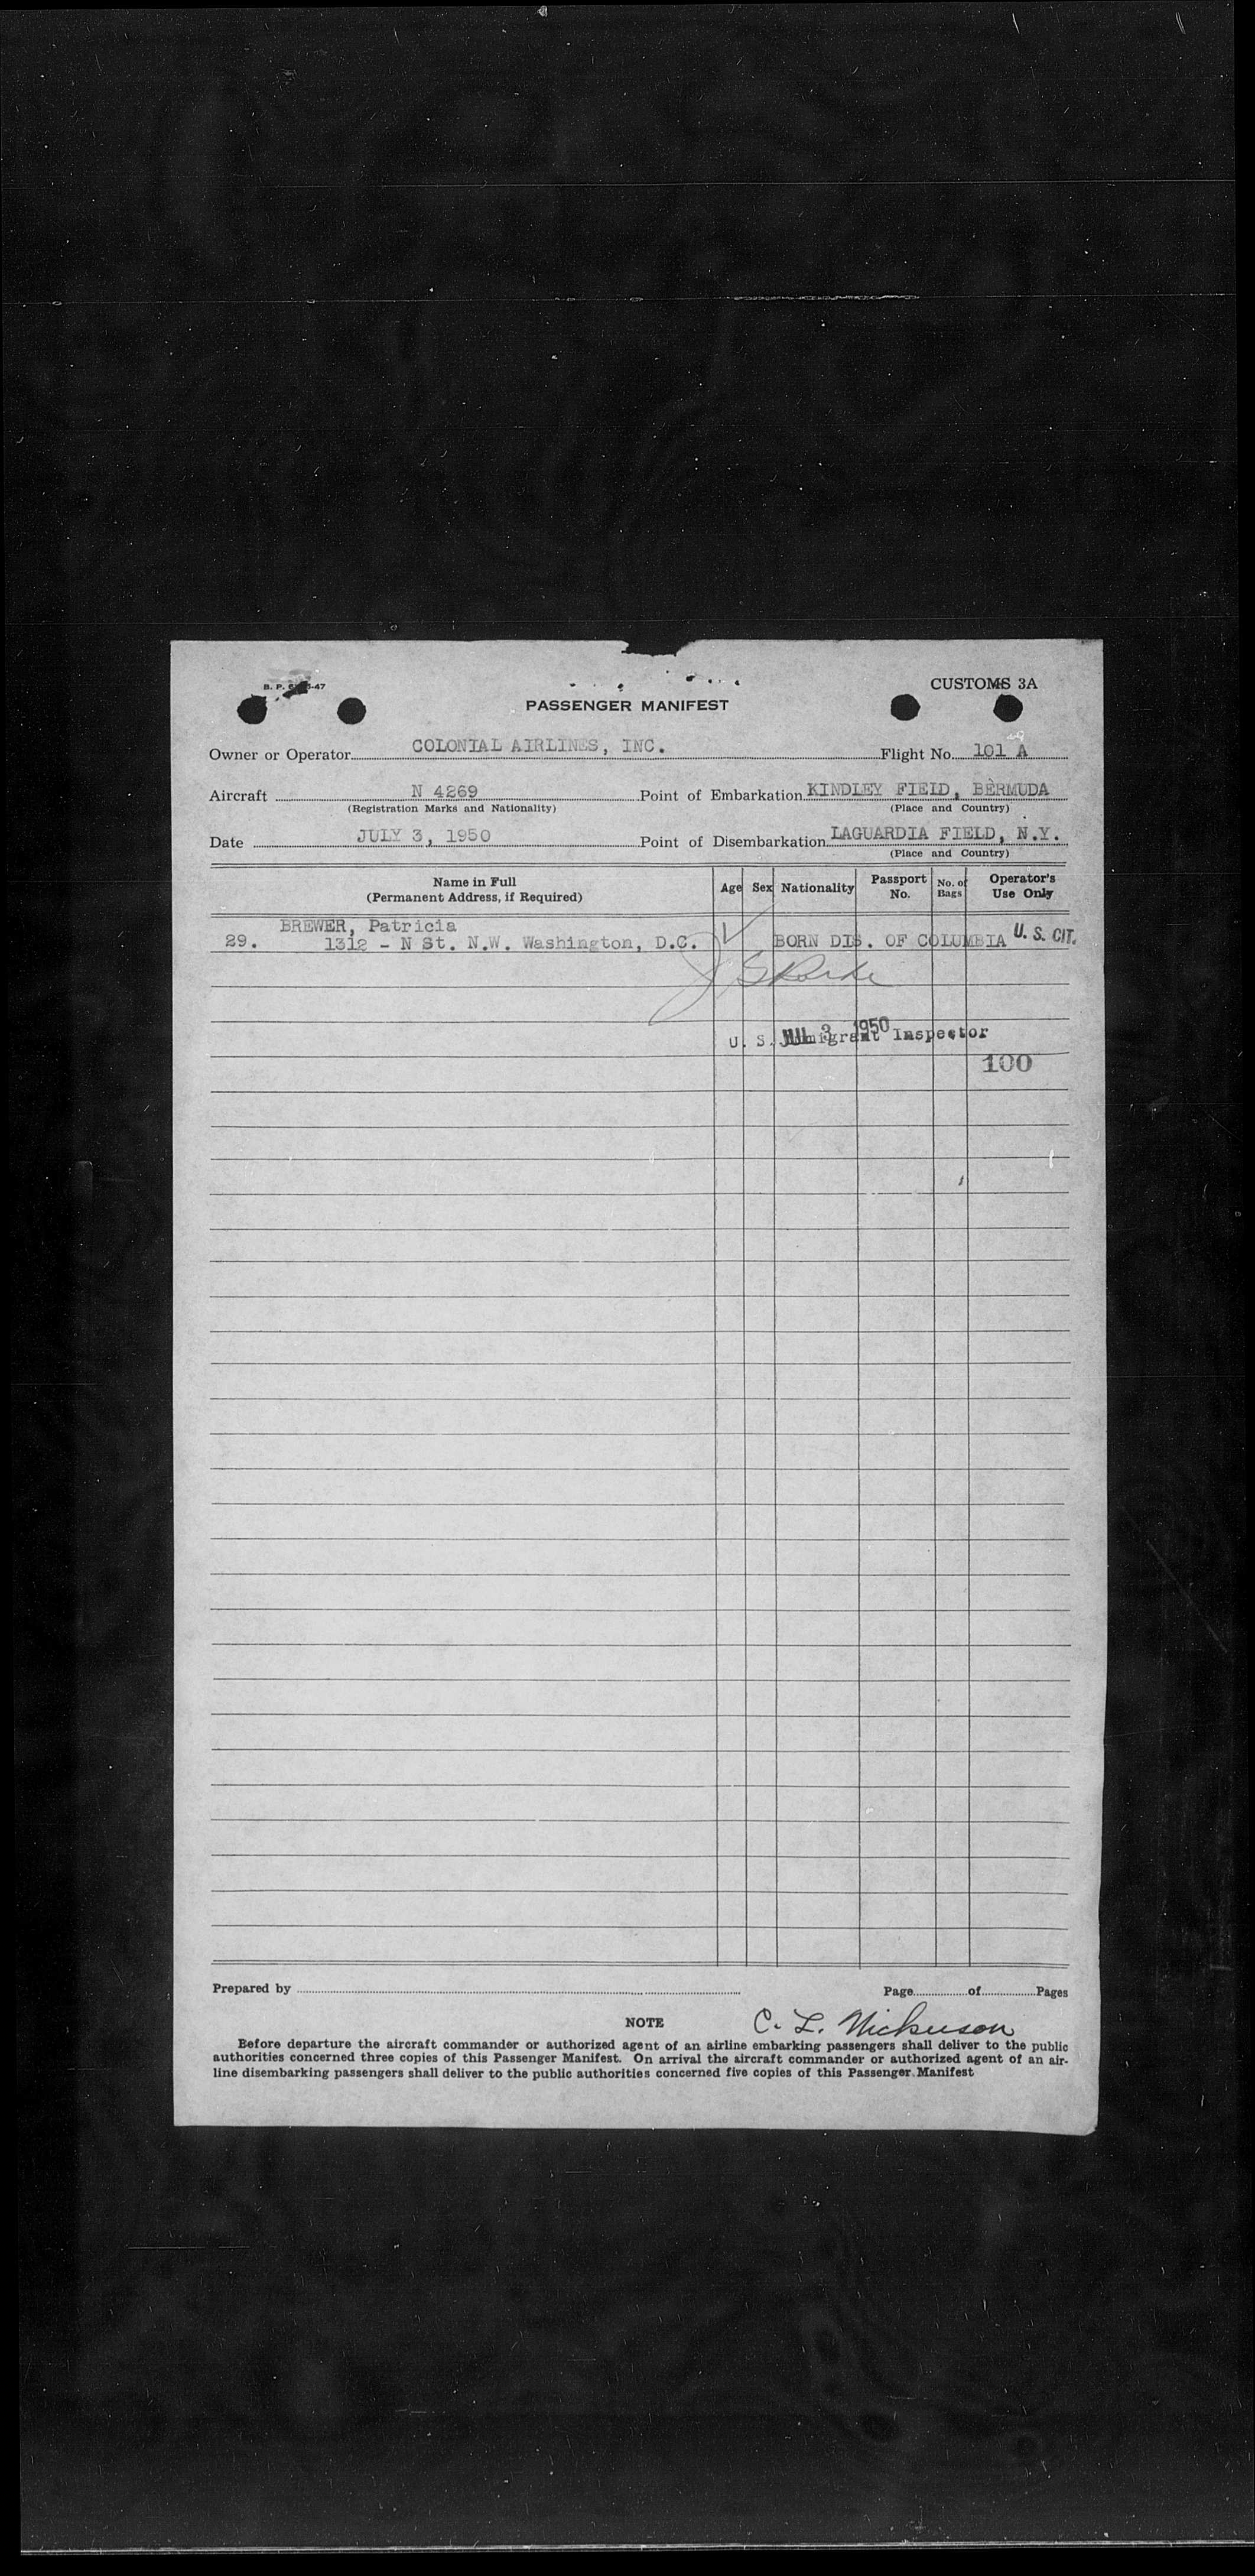 CUSTOMS 3A
PASSENGER MANIFEST
Owner or Operator COLONIAL AIRLINES, INC. Flight No. 101 A
Aircraft N 4269 Point of Embarkation KINDLEY FIELD, BERMUDA
(Registration Marks and Nationality) (Place and Country)
Date JULY 3, 1950 Point of Disembarkation LAGUARDIA FIELD, N.Y.
(Place and Country)
Name in Full (Permanent Address, if Required) Age Sex Nationality Passport No. No. of Bags Operator's Use Only
BREWER, Patricia
29. 1312 - N St. N.W. Washington, D.C. BORN DIS. OF COLUMBIA U. S. CIT.
JUL 3 1950
U. S. Immigrant Inspector
100
Prepared by Page of Pages
NOTE C. L. Nickerson
Before departure the aircraft commander or authorized agent of an airline embarking passengers shall deliver to the public
authorities concerned three copies of this Passenger Manifest. On arrival the aircraft commander or authorized agent of an air-
line disembarking passengers shall deliver to the public authorities concerned five copies of this Passenger Manifest